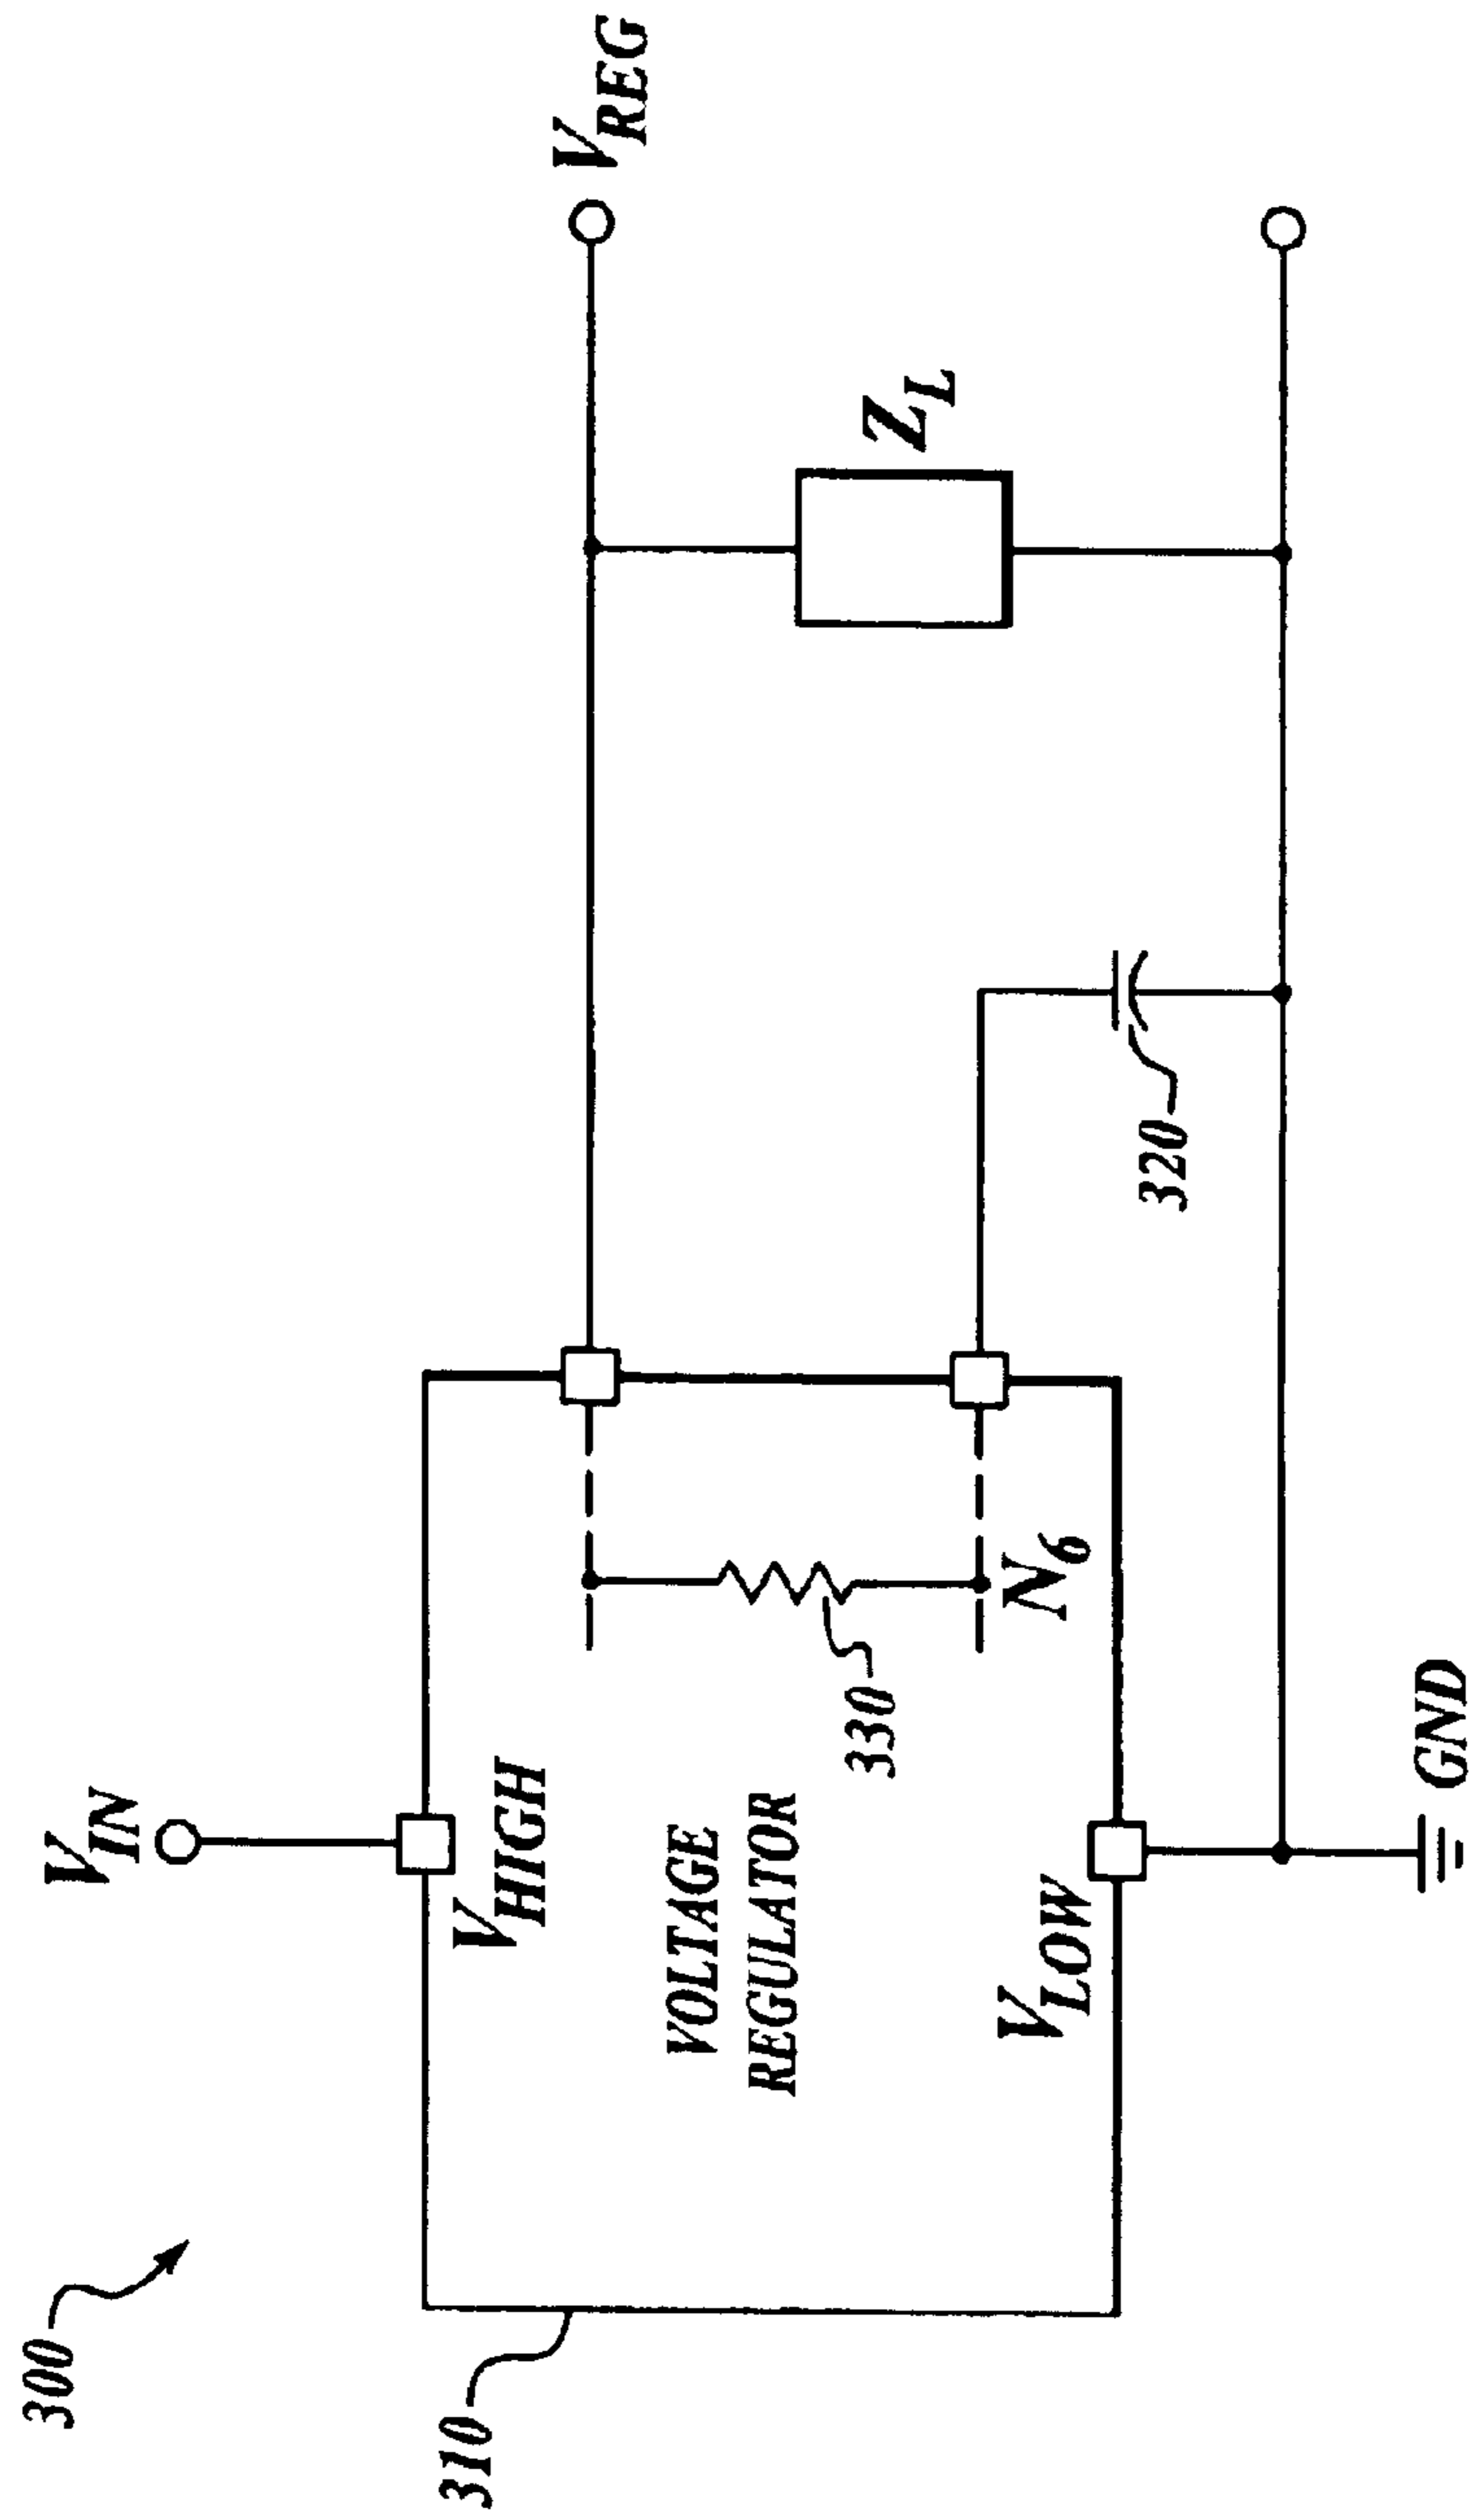 300
V_IN
310
V_HIGH
V_REG
VOLTAGE
REGULATOR
330
Z_L
N_6
V_LOW
320
GND